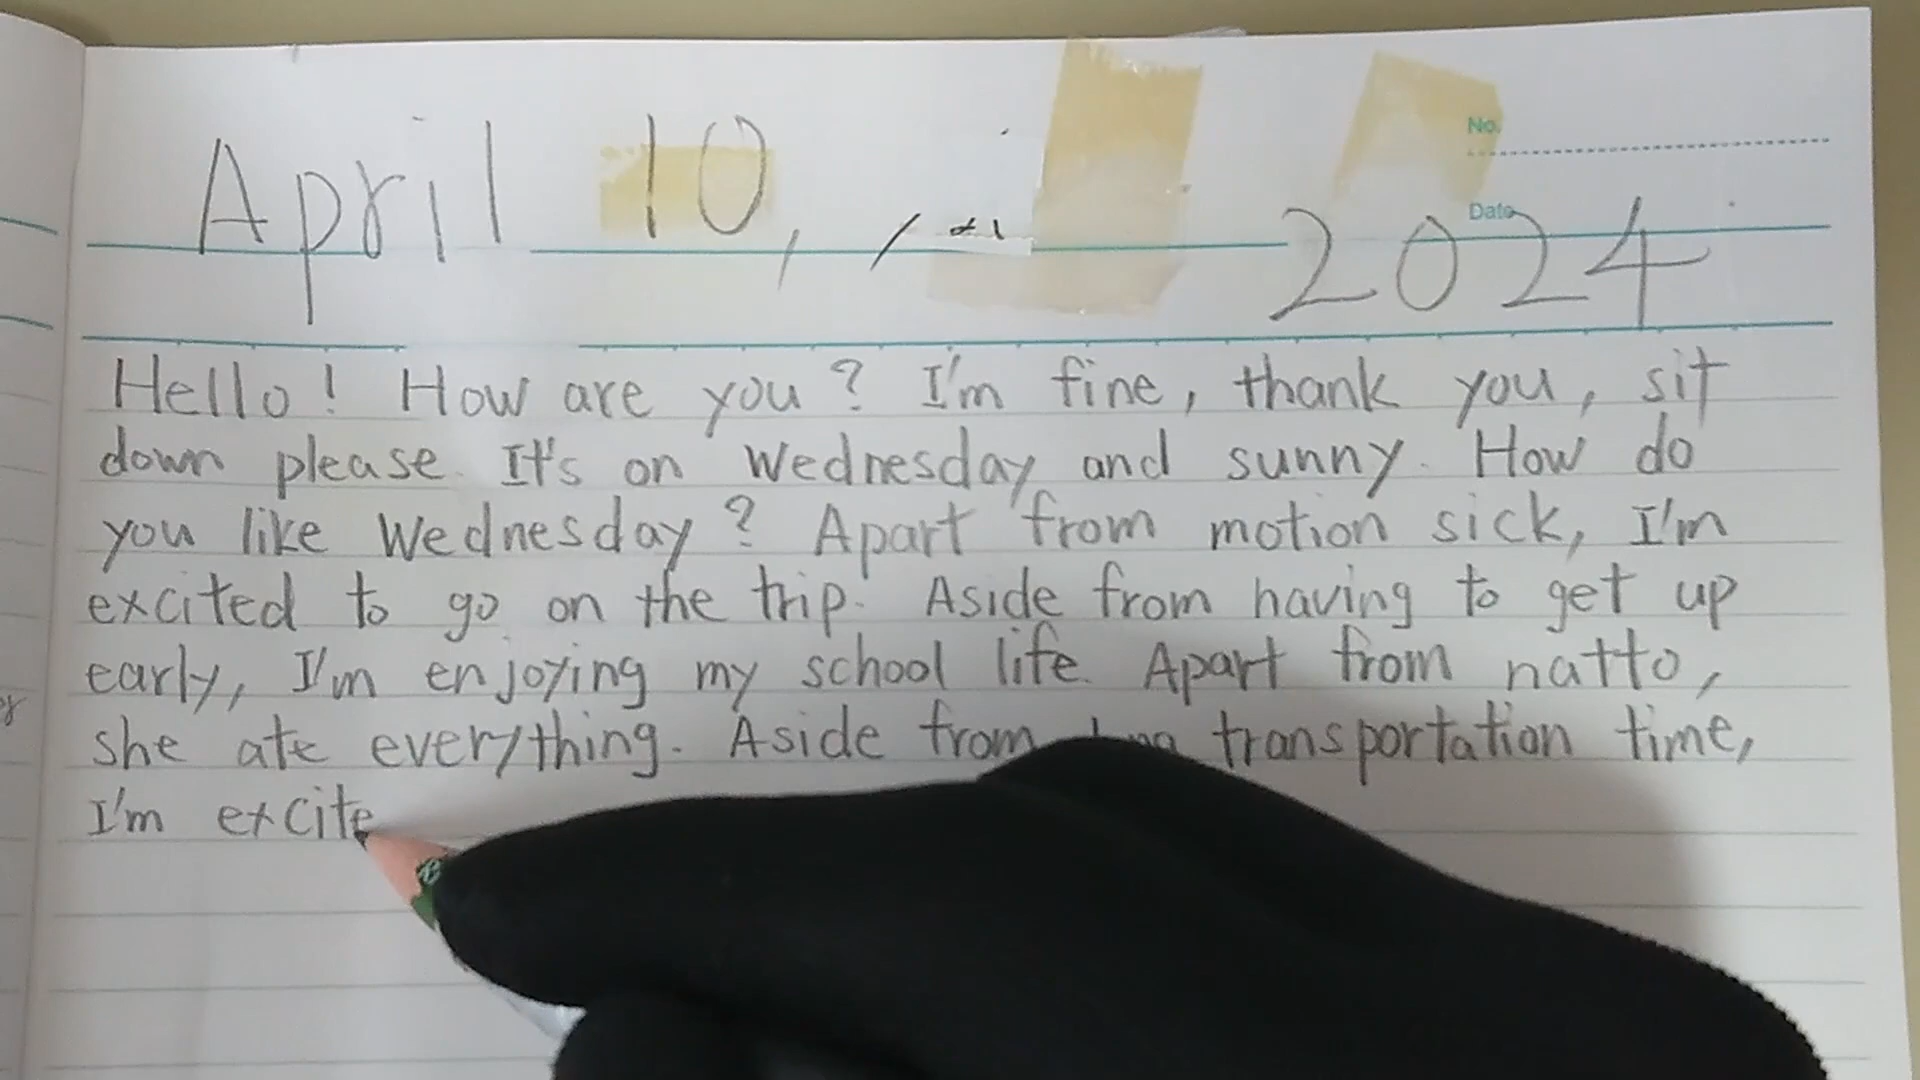 No.
April 10, 2024
Date
Hello! How are you? I'm fine, thank you, sit
down please. It's on Wednesday and sunny. How do
you like Wednesday? Apart from motion sick, I'm
excited to go on the trip. Aside from having to get up
early, I'm enjoying my school life. Apart from natto,
she ate everything. Aside from transportation time,
I'm excite